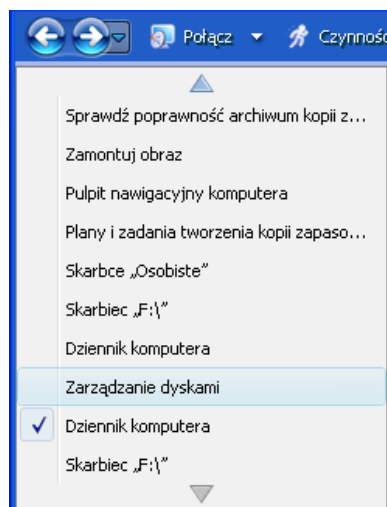 Połącz Czynnośc
Sprawdź poprawność archiwum kopii z...
Zamontuj obraz
Pulpit nawigacyjny komputera
Plany i zadania tworzenia kopii zapaso...
Skarbce „Osobiste”
Skarbiec „F:\”
Dziennik komputera
Zarządzanie dyskami
Dziennik komputera
Skarbiec „F:\”